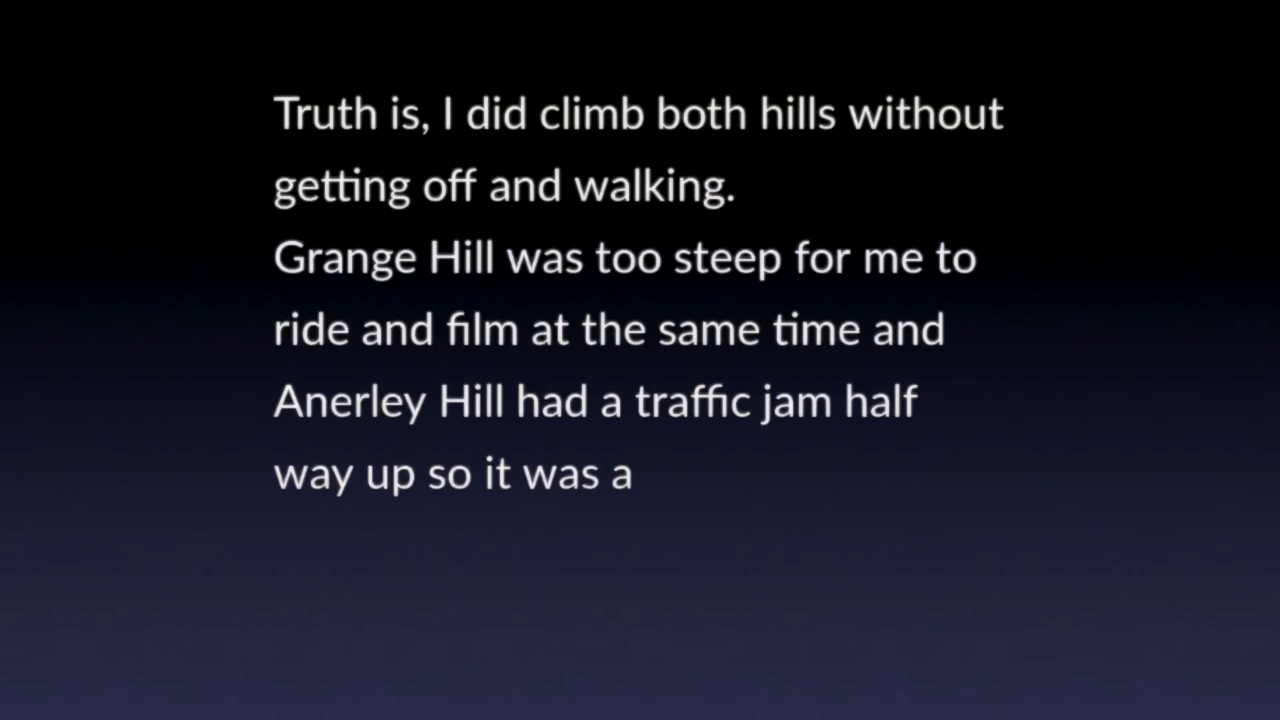 Truth is, I did climb both hills without
getting off and walking.
Grange Hill was too steep for me to
ride and film at the same time and
Anerley Hill had a traffic jam half
way up so it was a